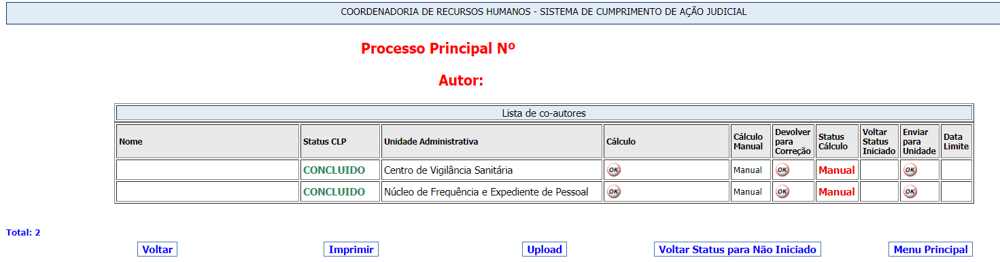 COORDENADORIA DE RECURSOS HUMANOS - SISTEMA DE CUMPRIMENTO DE AÇÃO JUDICIAL
Processo Principal Nº
Autor:
Lista de co-autores
Nome Status CLP Unidade Administrativa Cálculo Cálculo Manual Devolver para Correção Status Cálculo Voltar Status Iniciado Enviar para Unidade Data Limite
CONCLUIDO Centro de Vigilância Sanitária OK Manual OK Manual OK
CONCLUIDO Núcleo de Frequência e Expediente de Pessoal OK Manual OK Manual OK
Total: 2
Voltar Imprimir Upload Voltar Status para Não Iniciado Menu Principal